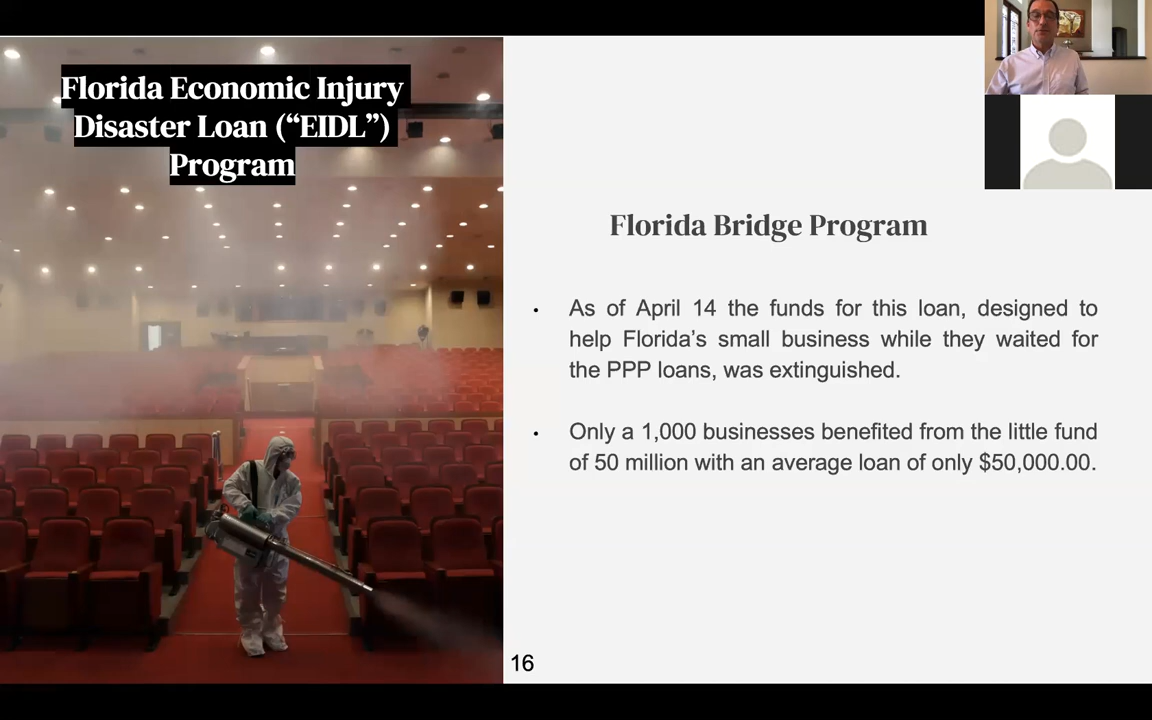 Florida Economic Injury
Disaster Loan (“EIDL”)
Program
Florida Bridge Program
• As of April 14 the funds for this loan, designed to
help Florida’s small business while they waited for
the PPP loans, was extinguished.
• Only a 1,000 businesses benefited from the little fund
of 50 million with an average loan of only $50,000.00.
16